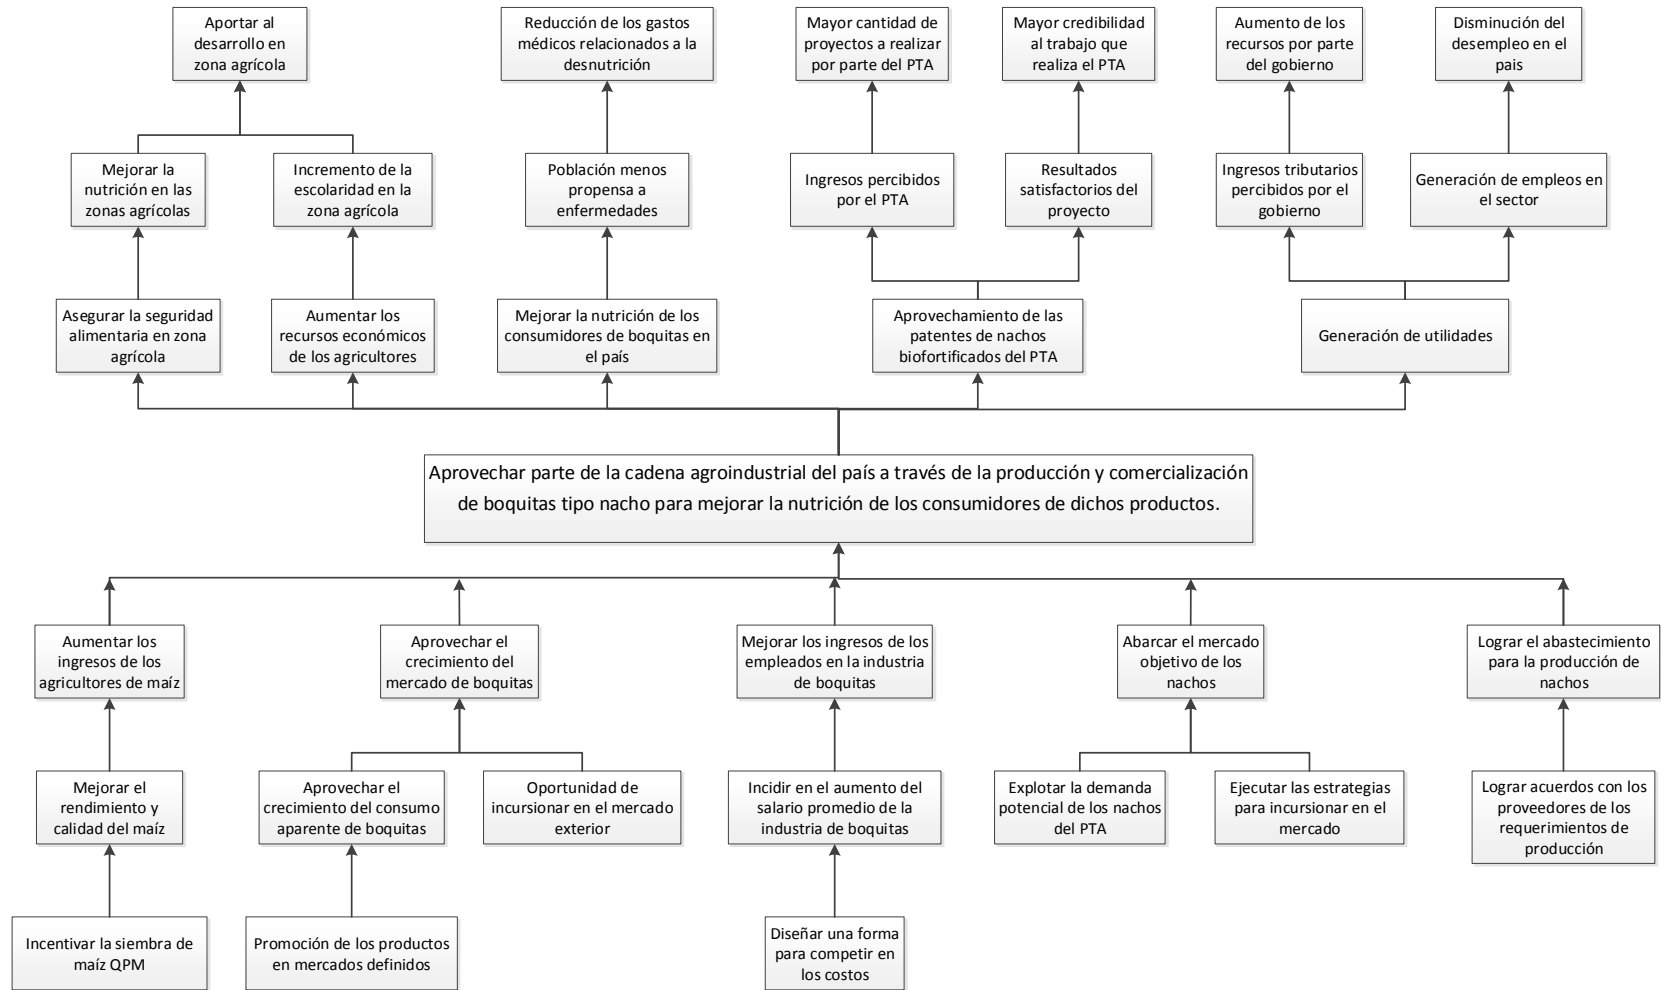 Aportar al
desarrollo en
zona agrícola
Reducción de los gastos
médicos relacionados a la
desnutrición
Mayor cantidad de
proyectos a realizar
por parte del PTA
Mayor credibilidad
al trabajo que
realiza el PTA
Aumento de los
recursos por parte
del gobierno
Disminución del
desempleo en el
pais
Mejorar la
nutrición en las
zonas agrícolas
Incremento de la
escolaridad en la
zona agrícola
Población menos
propensa a
enfermedades
Ingresos percibidos
por el PTA
Resultados
satisfactorios del
proyecto
Ingresos tributarios
percibidos por el
gobierno
Generación de empleos en
el sector
Asegurar la seguridad
alimentaria en zona
agrícola
Aumentar los
recursos económicos
de los agricultores
Mejorar la nutrición de los
consumidores de boquitas en
el país
Aprovechamiento de las
patentes de nachos
biofortificados del PTA
Generación de utilidades
Aprovechar parte de la cadena agroindustrial del país a través de la producción y comercialización
de boquitas tipo nacho para mejorar la nutrición de los consumidores de dichos productos.
Aumentar los
ingresos de los
agricultores de maíz
Aprovechar el
crecimiento del
mercado de boquitas
Mejorar los ingresos de los
empleados en la industria
de boquitas
Abarcar el mercado
objetivo de los
nachos
Lograr el abastecimiento
para la producción de
nachos
Mejorar el
rendimiento y
calidad del maíz
Aprovechar el
crecimiento del consumo
aparente de boquitas
Oportunidad de
incursionar en el mercado
exterior
Incidir en el aumento del
salario promedio de la
industria de boquitas
Explotar la demanda
potencial de los nachos
del PTA
Ejecutar las estrategias
para incursionar en el
mercado
Lograr acuerdos con los
proveedores de los
requerimientos de
producción
Incentivar la siembra de
maíz QPM
Promoción de los productos
en mercados definidos
Diseñar una forma
para competir en
los costos